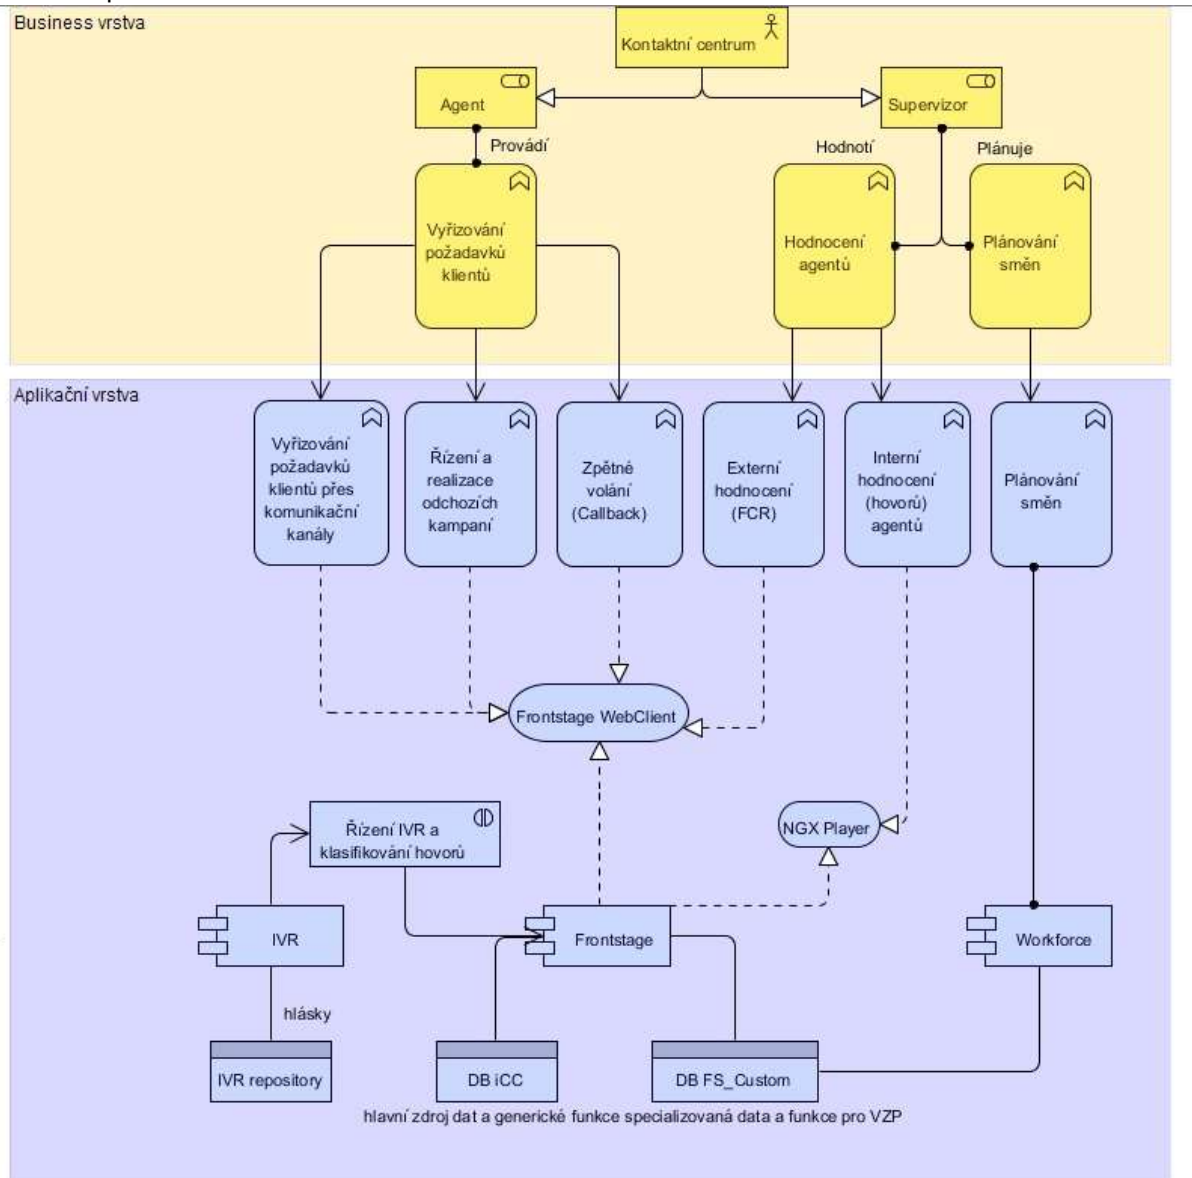 Business vrstva
Kontaktní centrum
Agent
Supervizor
Provádí
Hodnotí
Plánuje
Vyřizování
požadavků
klientů
Hodnocení
agentů
Plánování
směn
Aplikační vrstva
Vyřizování
požadavků
klientů přes
komunikační
kanály
Řízení a
realizace
odchozích
kampaní
Zpětné
volání
(Callback)
Externí
hodnocení
(FCR)
Interní
hodnocení
(hovorů)
agentů
Plánování
směn
Frontstage WebClient
Řízení IVR a
klasifikování hovorů
NGX Player
IVR
Frontstage
Workforce
hlásky
IVR repository
DB iCC
DB FS_Custom
hlavní zdroj dat a generické funkce specializovaná data a funkce pro VZP